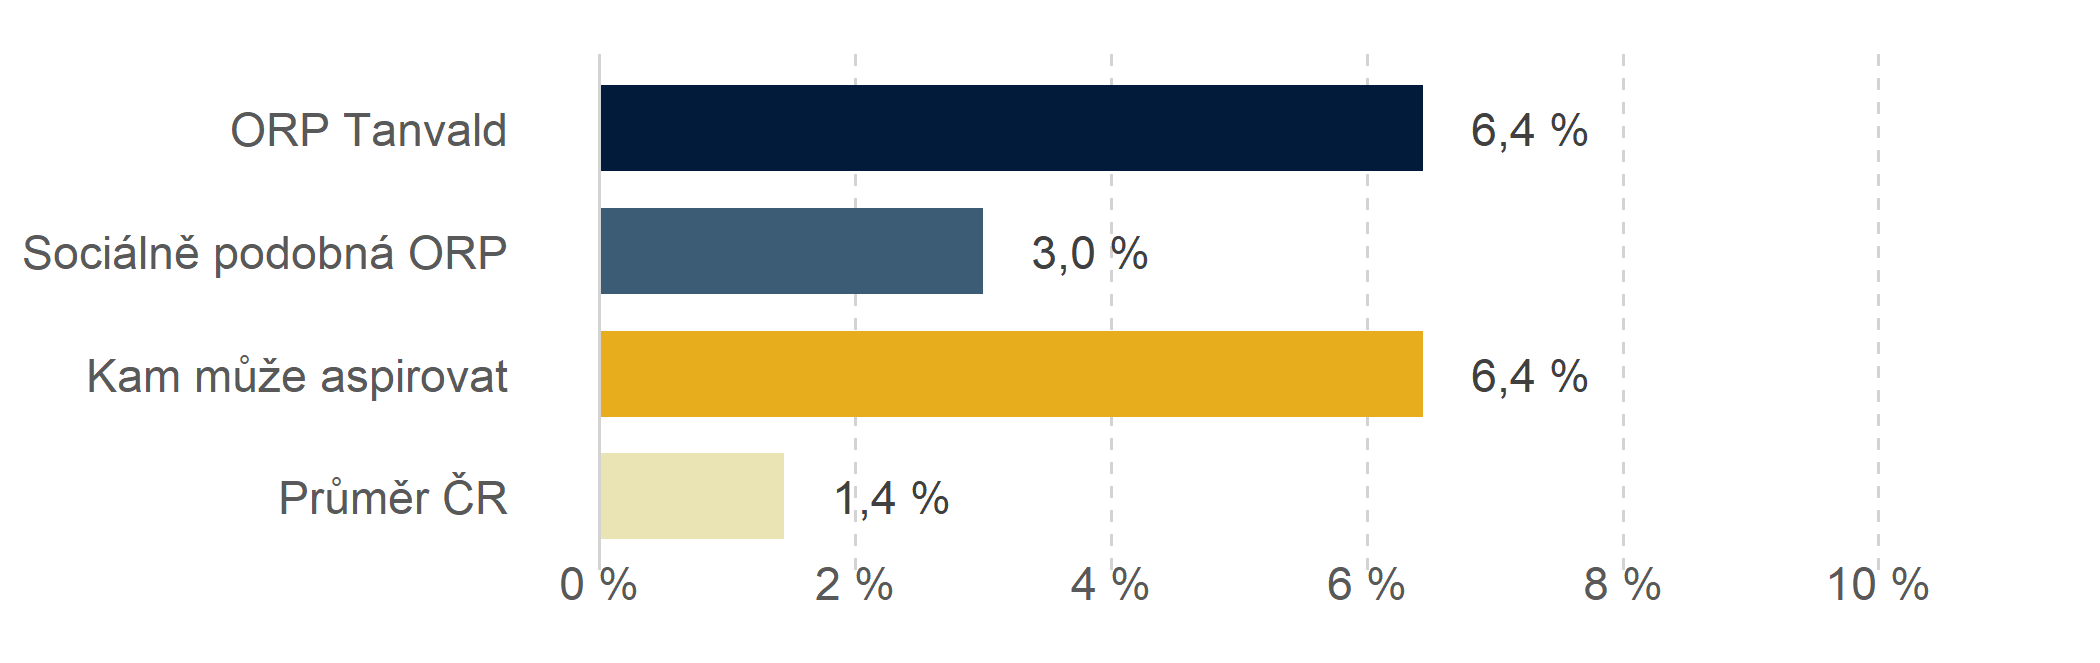 ORP Tanvald 6,4 %
Sociálně podobná ORP 3,0 %
Kam může aspirovat 6,4 %
Průměr ČR 1,4 %
0 % 2 % 4 % 6 % 8 % 10 %